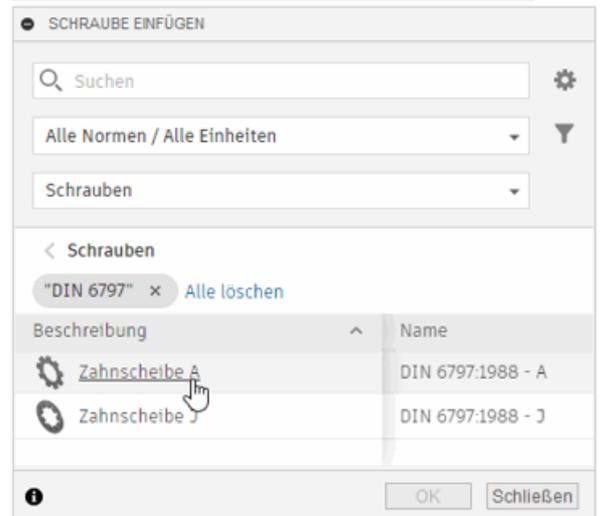 SCHRAUBE EINFÜGEN
Suchen
Alle Normen / Alle Einheiten
Schrauben
Schrauben
"DIN 6797" × Alle löschen
Beschreibung Name
Zahnscheibe A DIN 6797:1988 - A
Zahnscheibe J DIN 6797:1988 - J
OK Schließen